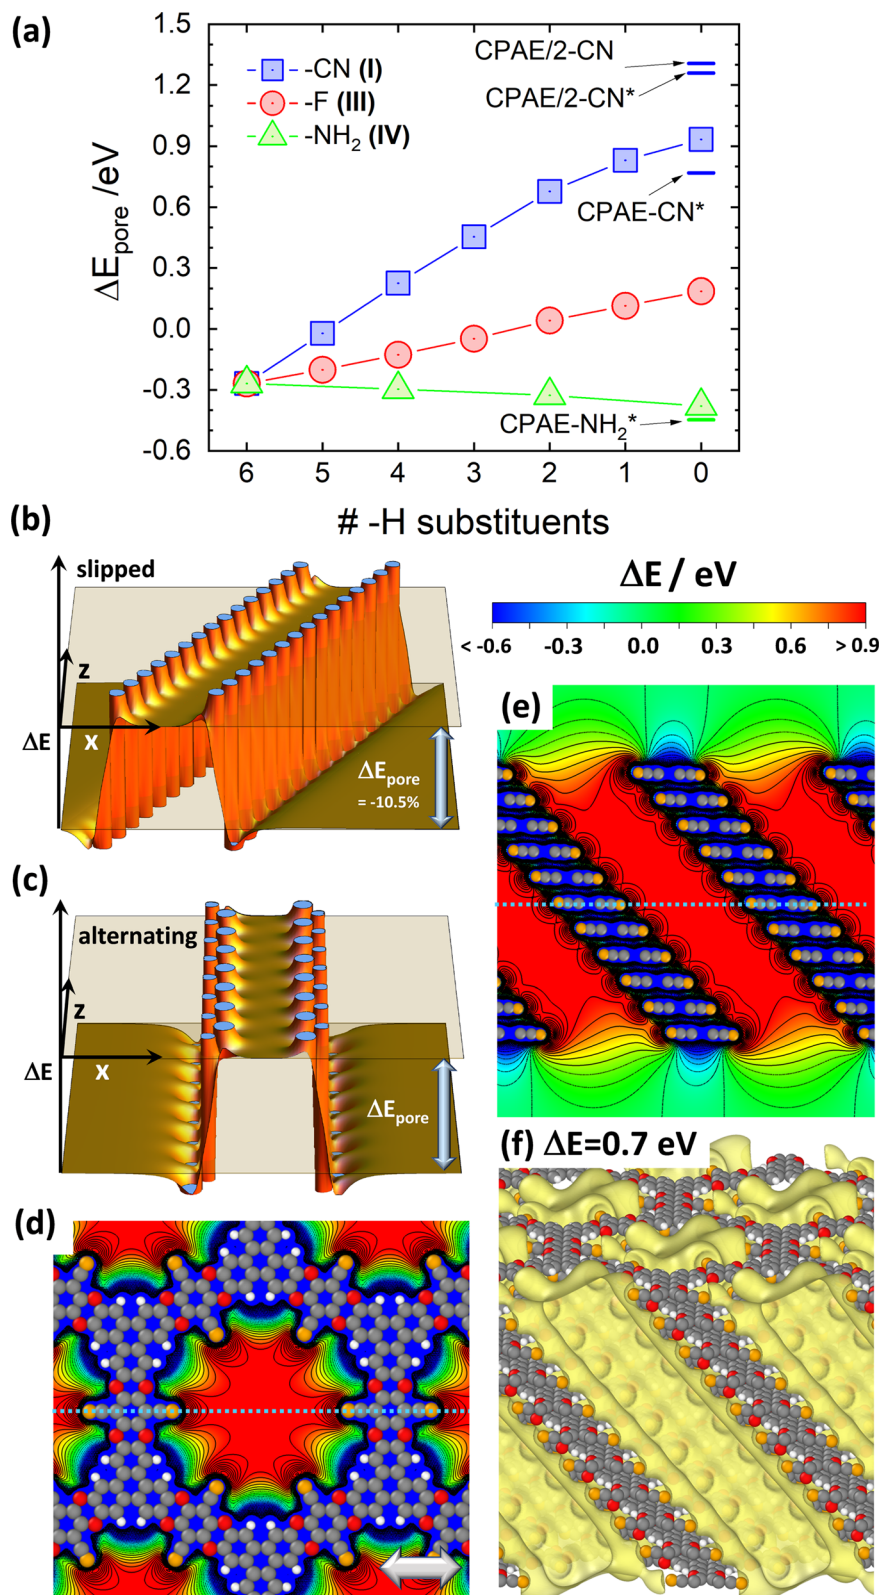 (a)
1.5
1.2
0.9
0.6
0.3
0.0
-0.3
-0.6
ΔE_pore /eV
-CN (I)
-F (III)
-NH₂ (IV)
CPAE/2-CN
CPAE/2-CN*
CPAE-CN*
CPAE-NH₂*
6 5 4 3 2 1 0
# -H substituents
(b)
slipped
z
x
ΔE
ΔE_pore
= -10.5%
ΔE / eV
< -0.6 -0.3 0.0 0.3 0.6 > 0.9
(c)
alternating
z
x
ΔE
ΔE_pore
(d)
(e)
(f) ΔE=0.7 eV